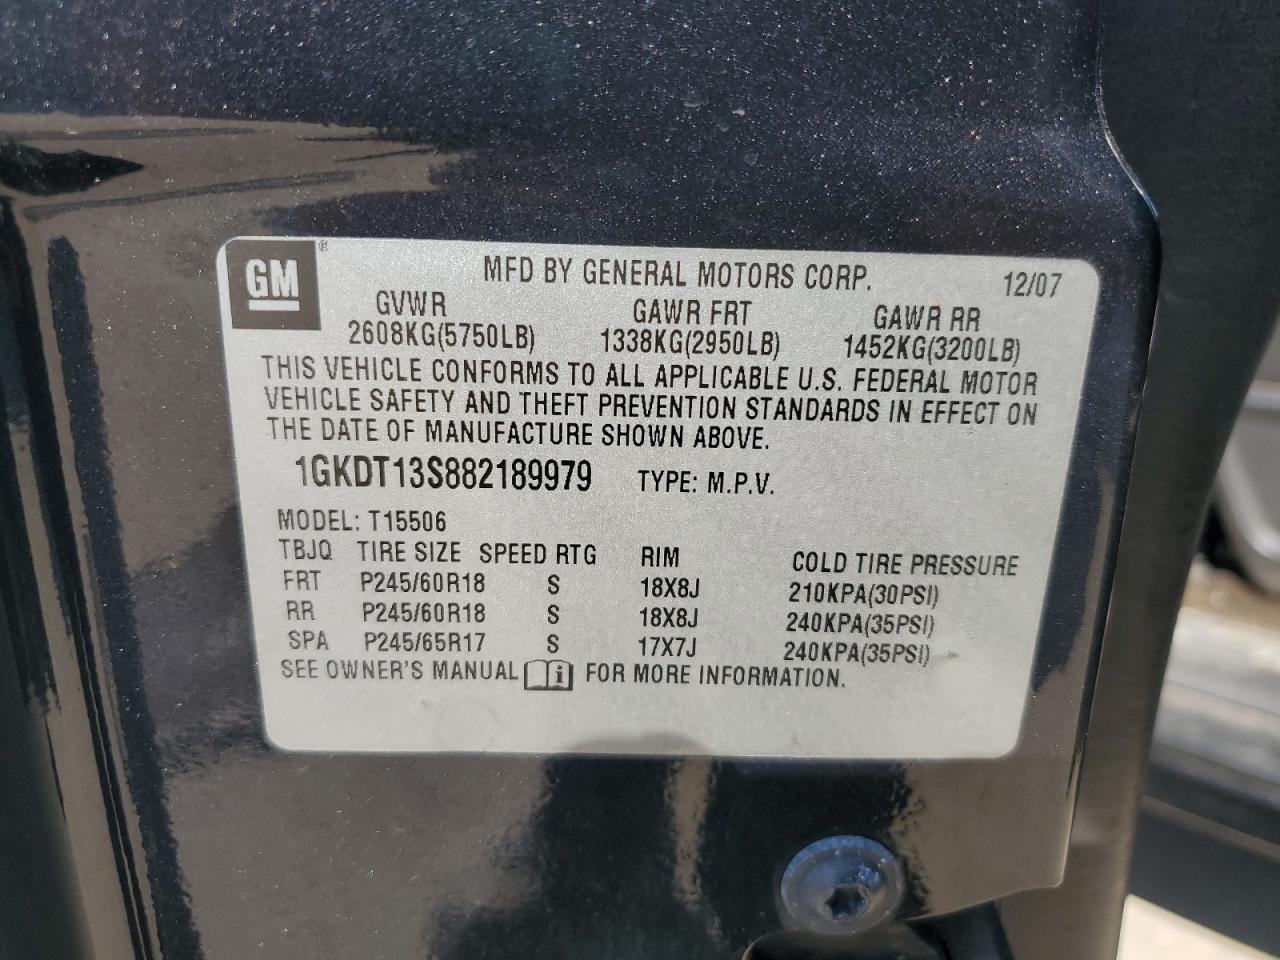 GM ® MFD BY GENERAL MOTORS CORP. 12/07
GVWR GAWR FRT GAWR RR
2608KG(5750LB) 1338KG(2950LB) 1452KG(3200LB)
THIS VEHICLE CONFORMS TO ALL APPLICABLE U.S. FEDERAL MOTOR
VEHICLE SAFETY AND THEFT PREVENTION STANDARDS IN EFFECT ON
THE DATE OF MANUFACTURE SHOWN ABOVE.
1GKDT13S882189979 TYPE: M.P.V.
MODEL: T15506
TBJQ TIRE SIZE SPEED RTG RIM COLD TIRE PRESSURE
FRT P245/60R18 S 18X8J 210KPA(30PSI)
RR P245/60R18 S 18X8J 240KPA(35PSI)
SPA P245/65R17 S 17X7J 240KPA(35PSI)
SEE OWNER'S MANUAL i FOR MORE INFORMATION.